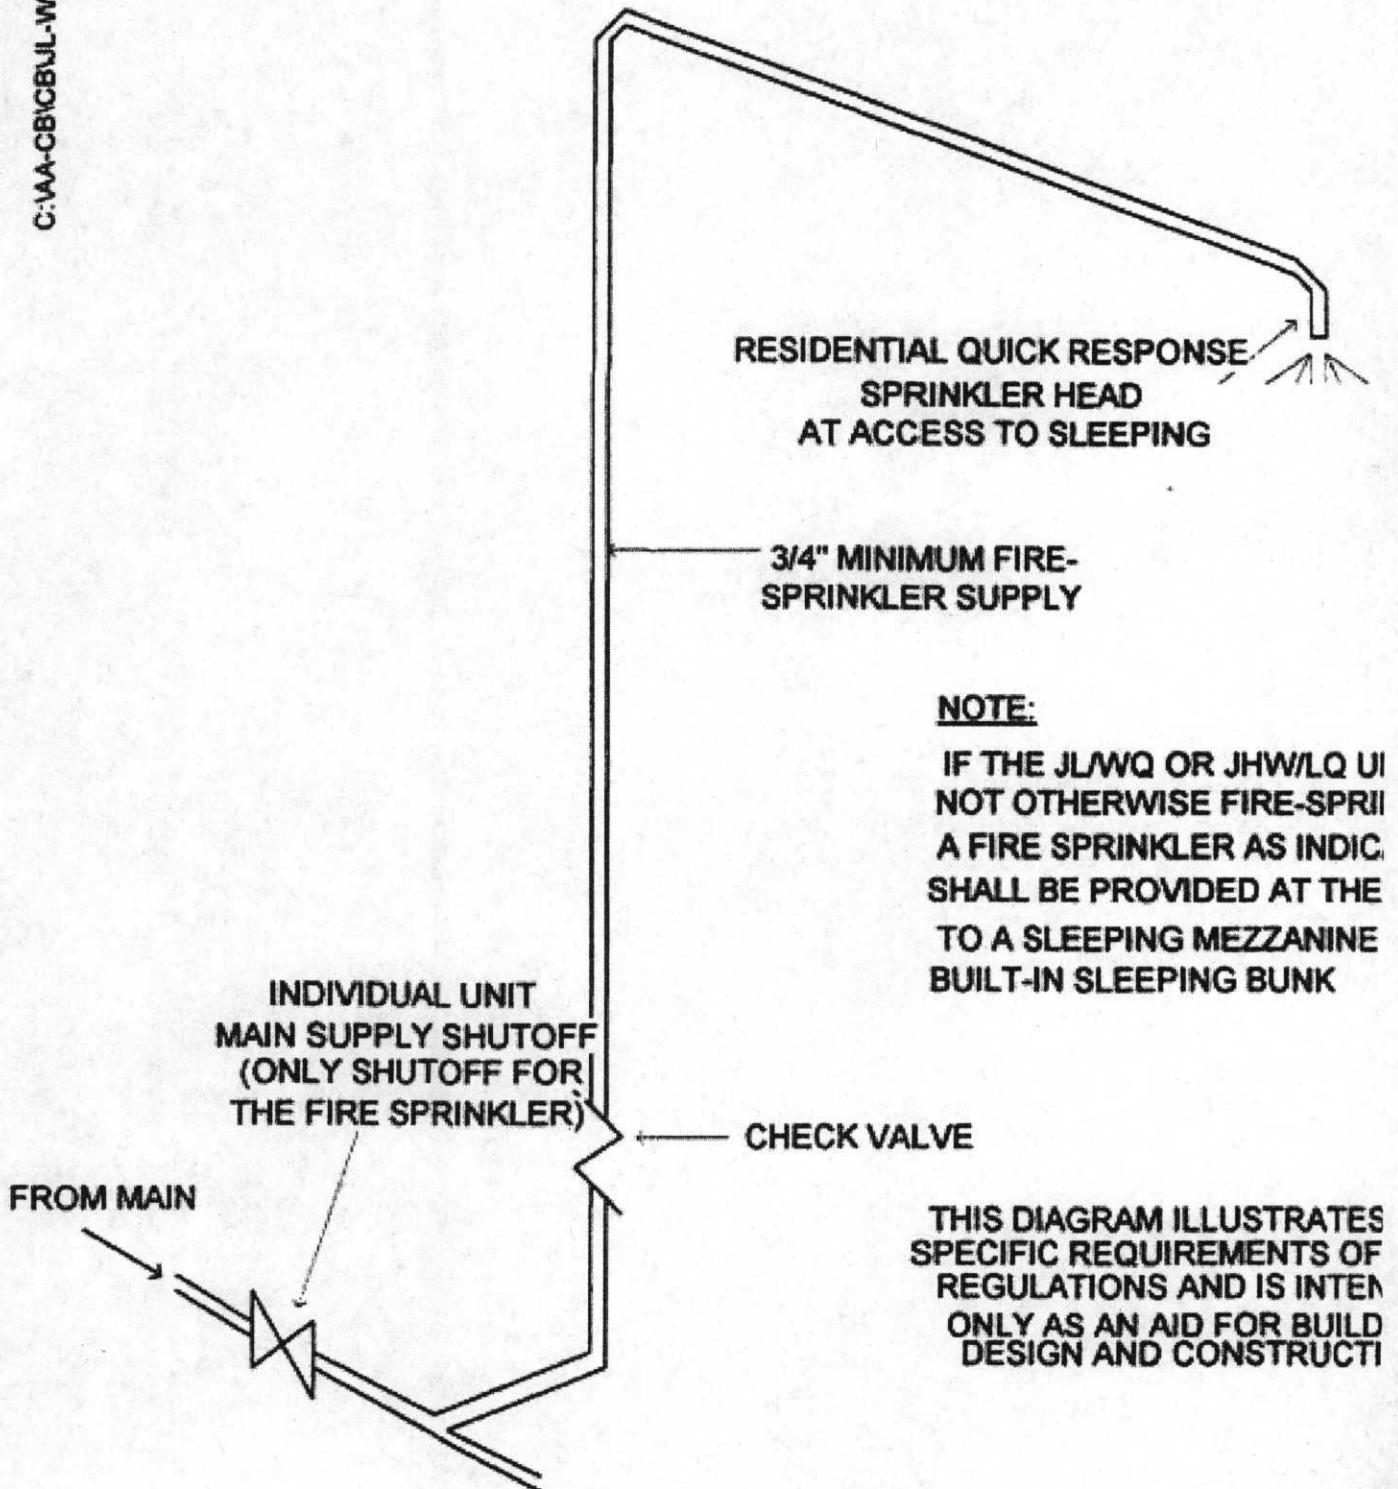 C:\AA-CB\CB\JL-W
RESIDENTIAL QUICK RESPONSE
SPRINKLER HEAD
AT ACCESS TO SLEEPING
3/4" MINIMUM FIRE-
SPRINKLER SUPPLY
NOTE:
IF THE JL/WQ OR JHW/LQ
NOT OTHERWISE
A FIRE SPRINKLER AS
SHALL BE PROVIDED AT THE
TO A SLEEPING MEZZANINE
BUILT-IN SLEEPING BUNK
INDIVIDUAL UNIT
MAIN SUPPLY SHUTOFF
(ONLY SHUTOFF FOR
THE FIRE SPRINKLER)
CHECK VALVE
FROM MAIN
THIS DIAGRAM ILLUSTRATES
SPECIFIC REQUIREMENTS OF
REGULATIONS AND IS
ONLY AS AN AID FOR BUILD
DESIGN AND